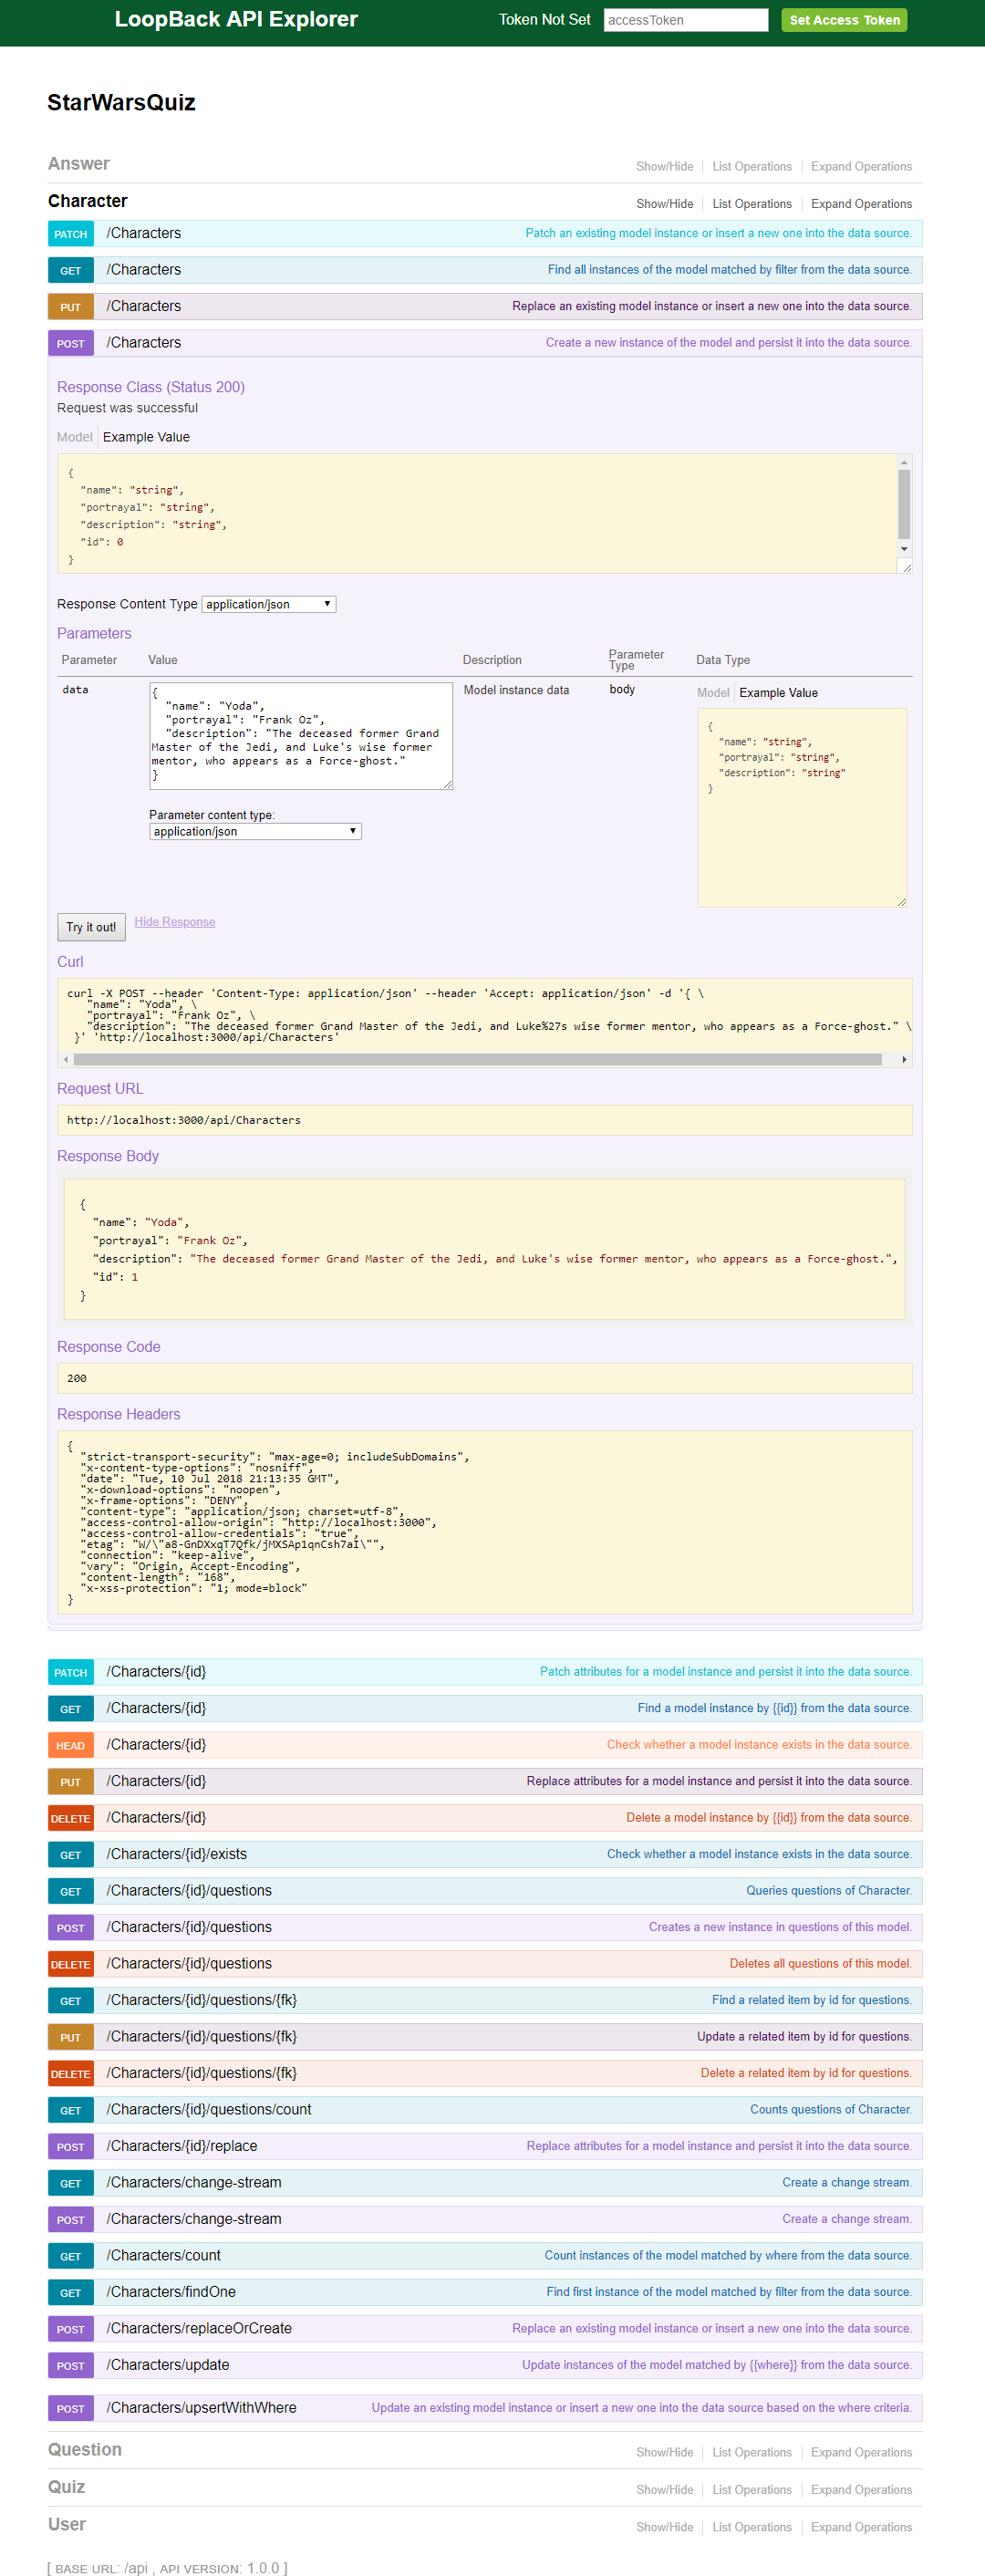 LoopBack API Explorer
Token Not Set accessToken Set Access Token
StarWarsQuiz
Answer Show/Hide List Operations Expand Operations
Character Show/Hide List Operations Expand Operations
PATCH /Characters Patch an existing model instance or insert a new one into the data source.
GET /Characters Find all instances of the model matched by filter from the data source.
PUT /Characters Replace an existing model instance or insert a new one into the data source.
POST /Characters Create a new instance of the model and persist it into the data source.
Response Class (Status 200)
Request was successful
Model Example Value
{
"name": "string",
"portrayal": "string",
"description": "string",
"id": 0
}
Response Content Type application/json
Parameters
Parameter Value Description Parameter Type Data Type
data
{
"name": "Yoda",
"portrayal": "Frank Oz",
"description": "The deceased former Grand
Master of the Jedi, and Luke's wise former
mentor, who appears as a Force-ghost."
}
Parameter content type:
application/json
Model instance data
body
Model Example Value
{
"name": "string",
"portrayal": "string",
"description": "string"
}
Try it out! Hide Response
Curl
curl -X POST --header 'Content-Type: application/json' --header 'Accept: application/json' -d '{ \
"name": "Yoda", \
"portrayal": "Frank Oz", \
"description": "The deceased former Grand Master of the Jedi, and Luke%27s wise former mentor, who appears as a Force-ghost." \
}' 'http://localhost:3000/api/Characters'
Request URL
http://localhost:3000/api/Characters
Response Body
{
"name": "Yoda",
"portrayal": "Frank Oz",
"description": "The deceased former Grand Master of the Jedi, and Luke's wise former mentor, who appears as a Force-ghost.",
"id": 1
}
Response Code
200
Response Headers
{
"strict-transport-security": "max-age=0; includeSubDomains",
"x-content-type-options": "nosniff",
"date": "Tue, 10 Jul 2018 21:13:35 GMT",
"x-download-options": "noopen",
"x-frame-options": "DENY",
"content-type": "application/json; charset=utf-8",
"access-control-allow-origin": "http://localhost:3000",
"access-control-allow-credentials": "true",
"etag": "W/\"a8-GnDXxqT7Qfk/jMXSAp1qnCsh7aI\"",
"connection": "keep-alive",
"vary": "Origin, Accept-Encoding",
"content-length": "168",
"x-xss-protection": "1; mode=block"
}
PATCH /Characters/{id} Patch attributes for a model instance and persist it into the data source.
GET /Characters/{id} Find a model instance by {{id}} from the data source.
HEAD /Characters/{id} Check whether a model instance exists in the data source.
PUT /Characters/{id} Replace attributes for a model instance and persist it into the data source.
DELETE /Characters/{id} Delete a model instance by {{id}} from the data source.
GET /Characters/{id}/exists Check whether a model instance exists in the data source.
GET /Characters/{id}/questions Queries questions of Character.
POST /Characters/{id}/questions Creates a new instance in questions of this model.
DELETE /Characters/{id}/questions Deletes all questions of this model.
GET /Characters/{id}/questions/{fk} Find a related item by id for questions.
PUT /Characters/{id}/questions/{fk} Update a related item by id for questions.
DELETE /Characters/{id}/questions/{fk} Delete a related item by id for questions.
GET /Characters/{id}/questions/count Counts questions of Character.
POST /Characters/{id}/replace Replace attributes for a model instance and persist it into the data source.
GET /Characters/change-stream Create a change stream.
POST /Characters/change-stream Create a change stream.
GET /Characters/count Count instances of the model matched by where from the data source.
GET /Characters/findOne Find first instance of the model matched by filter from the data source.
POST /Characters/replaceOrCreate Replace an existing model instance or insert a new one into the data source.
POST /Characters/update Update instances of the model matched by {{where}} from the data source.
POST /Characters/upsertWithWhere Update an existing model instance or insert a new one into the data source based on the where criteria.
Question Show/Hide List Operations Expand Operations
Quiz Show/Hide List Operations Expand Operations
User Show/Hide List Operations Expand Operations
[ BASE URL: /api , API VERSION: 1.0.0 ]